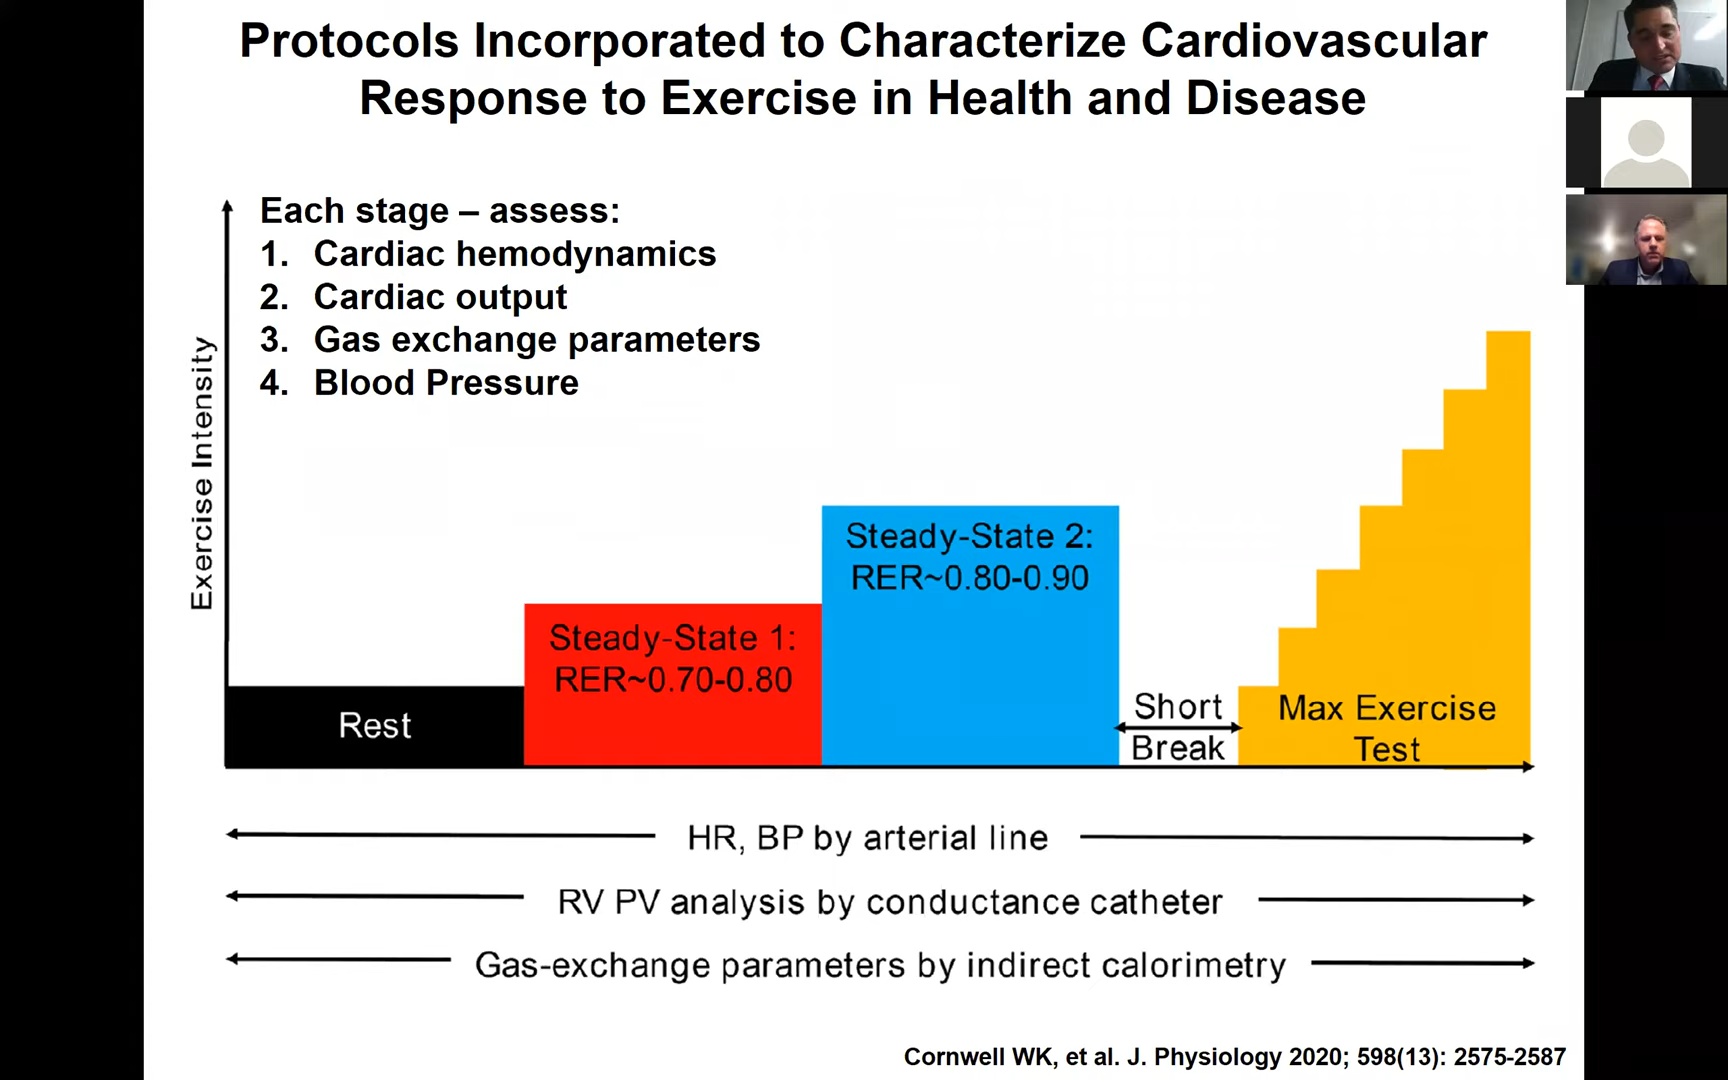 Protocols Incorporated to Characterize Cardiovascular
Response to Exercise in Health and Disease
Each stage – assess:
1. Cardiac hemodynamics
2. Cardiac output
3. Gas exchange parameters
4. Blood Pressure
Exercise Intensity
Rest
Steady-State 1:
RER~0.70-0.80
Steady-State 2:
RER~0.80-0.90
Short
Break
Max Exercise
Test
HR, BP by arterial line
RV PV analysis by conductance catheter
Gas-exchange parameters by indirect calorimetry
Cornwell WK, et al. J. Physiology 2020; 598(13): 2575-2587